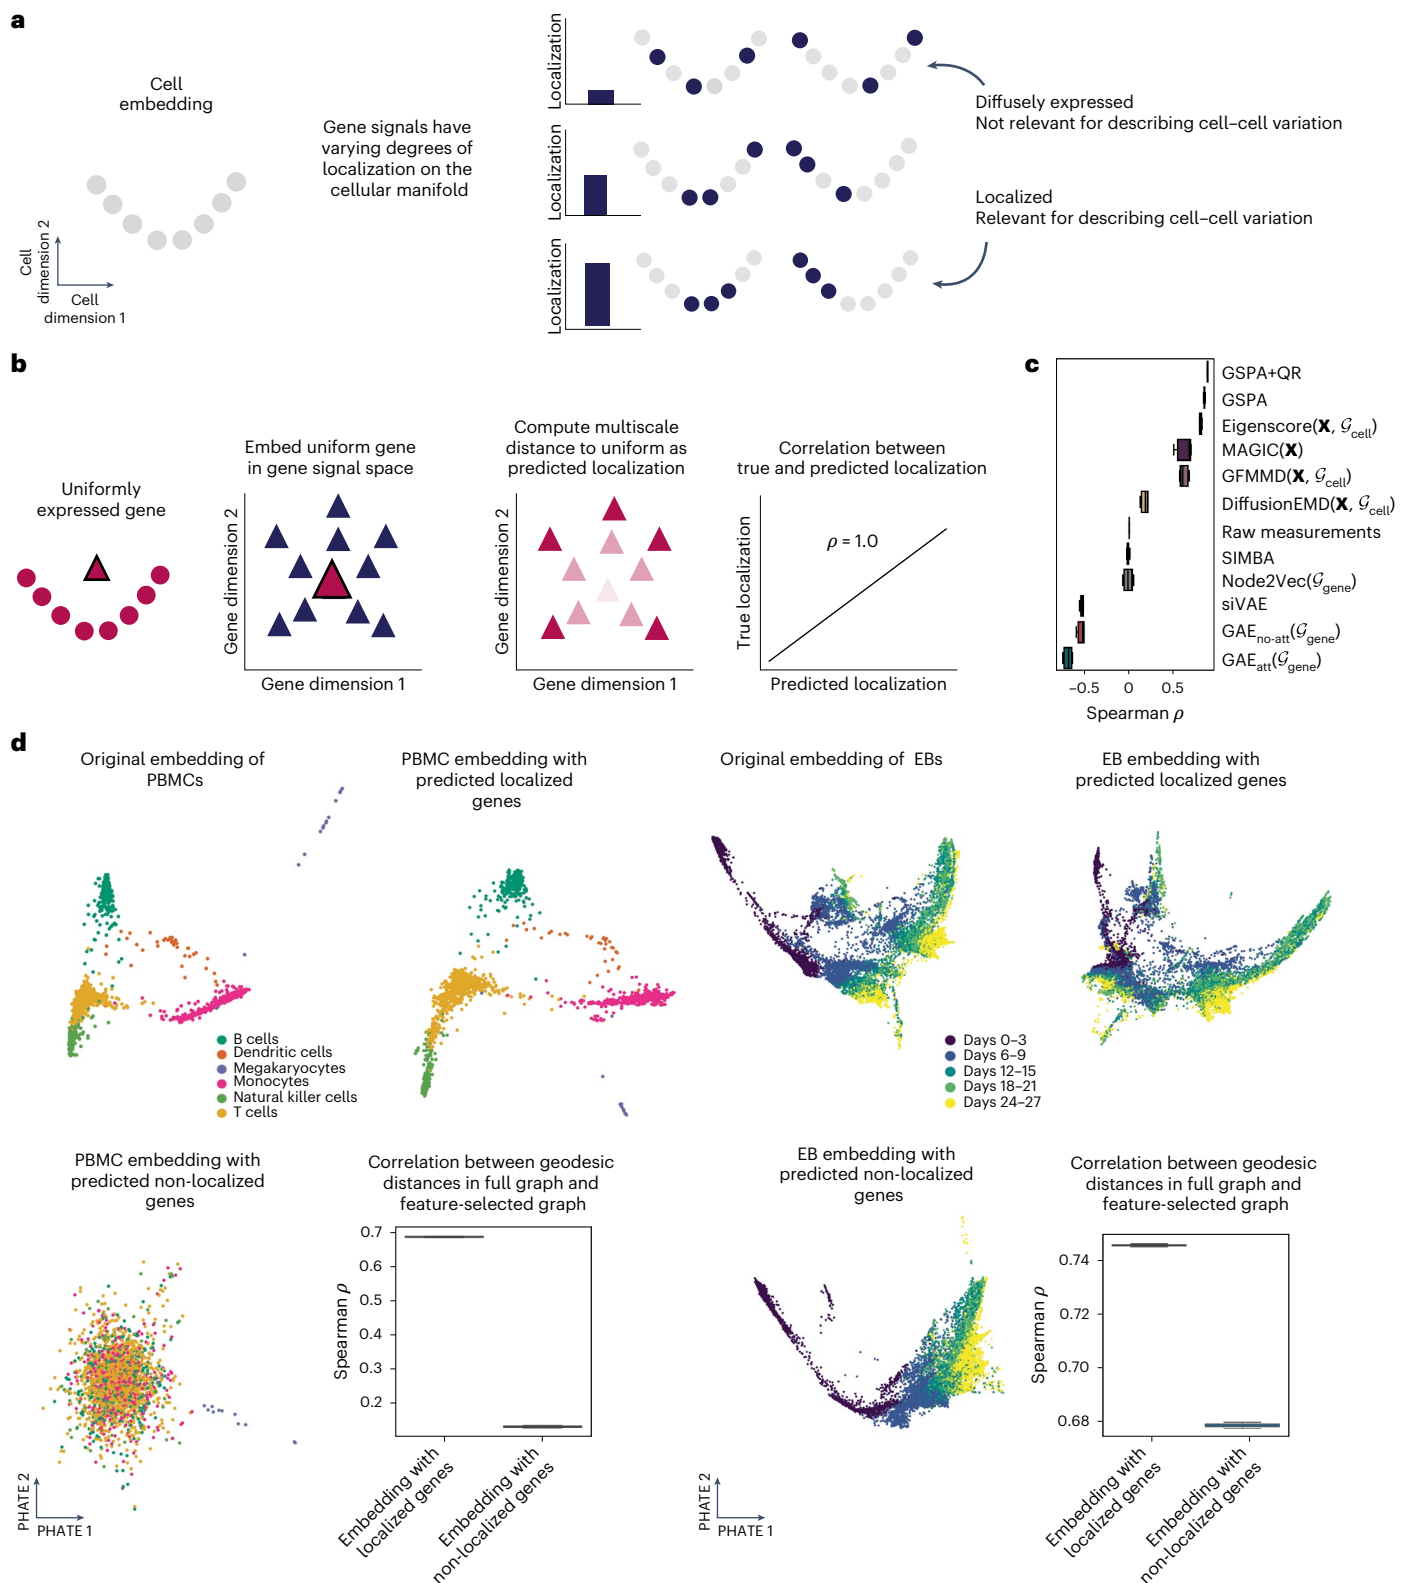 a
Cell
embedding
Cell
dimension 2
Cell
dimension 1
Gene signals have
varying degrees of
localization on the
cellular manifold
Localization
Localization
Localization
Diffusely expressed
Not relevant for describing cell–cell variation
Localized
Relevant for describing cell–cell variation
b
Uniformly
expressed gene
Embed uniform gene
in gene signal space
Gene dimension 2
Gene dimension 1
Compute multiscale
distance to uniform as
predicted localization
Gene dimension 2
Gene dimension 1
Correlation between
true and predicted localization
True localization
ρ = 1.0
Predicted localization
c
GSPA+QR
GSPA
Eigenscore(X, 𝒢cell)
MAGIC(X)
GFMMD(X, 𝒢cell)
DiffusionEMD(X, 𝒢cell)
Raw measurements
SIMBA
Node2Vec(𝒢gene)
siVAE
GAEno-att(𝒢gene)
GAEatt(𝒢gene)
−0.5 0 0.5
Spearman ρ
d
Original embedding of
PBMCs
B cells
Dendritic cells
Megakaryocytes
Monocytes
Natural killer cells
T cells
PBMC embedding with
predicted localized
genes
Original embedding of EBs
Days 0–3
Days 6–9
Days 12–15
Days 18–21
Days 24–27
EB embedding with
predicted localized genes
PBMC embedding with
predicted non-localized
genes
PHATE 2
PHATE 1
Correlation between geodesic
distances in full graph and
feature-selected graph
Spearman ρ
0.7
0.6
0.5
0.4
0.3
0.2
Embedding with
localized genes
Embedding with
non-localized genes
EB embedding with
predicted non-localized
genes
PHATE 2
PHATE 1
Correlation between geodesic
distances in full graph and
feature-selected graph
Spearman ρ
0.74
0.72
0.70
0.68
Embedding with
localized genes
Embedding with
non-localized genes